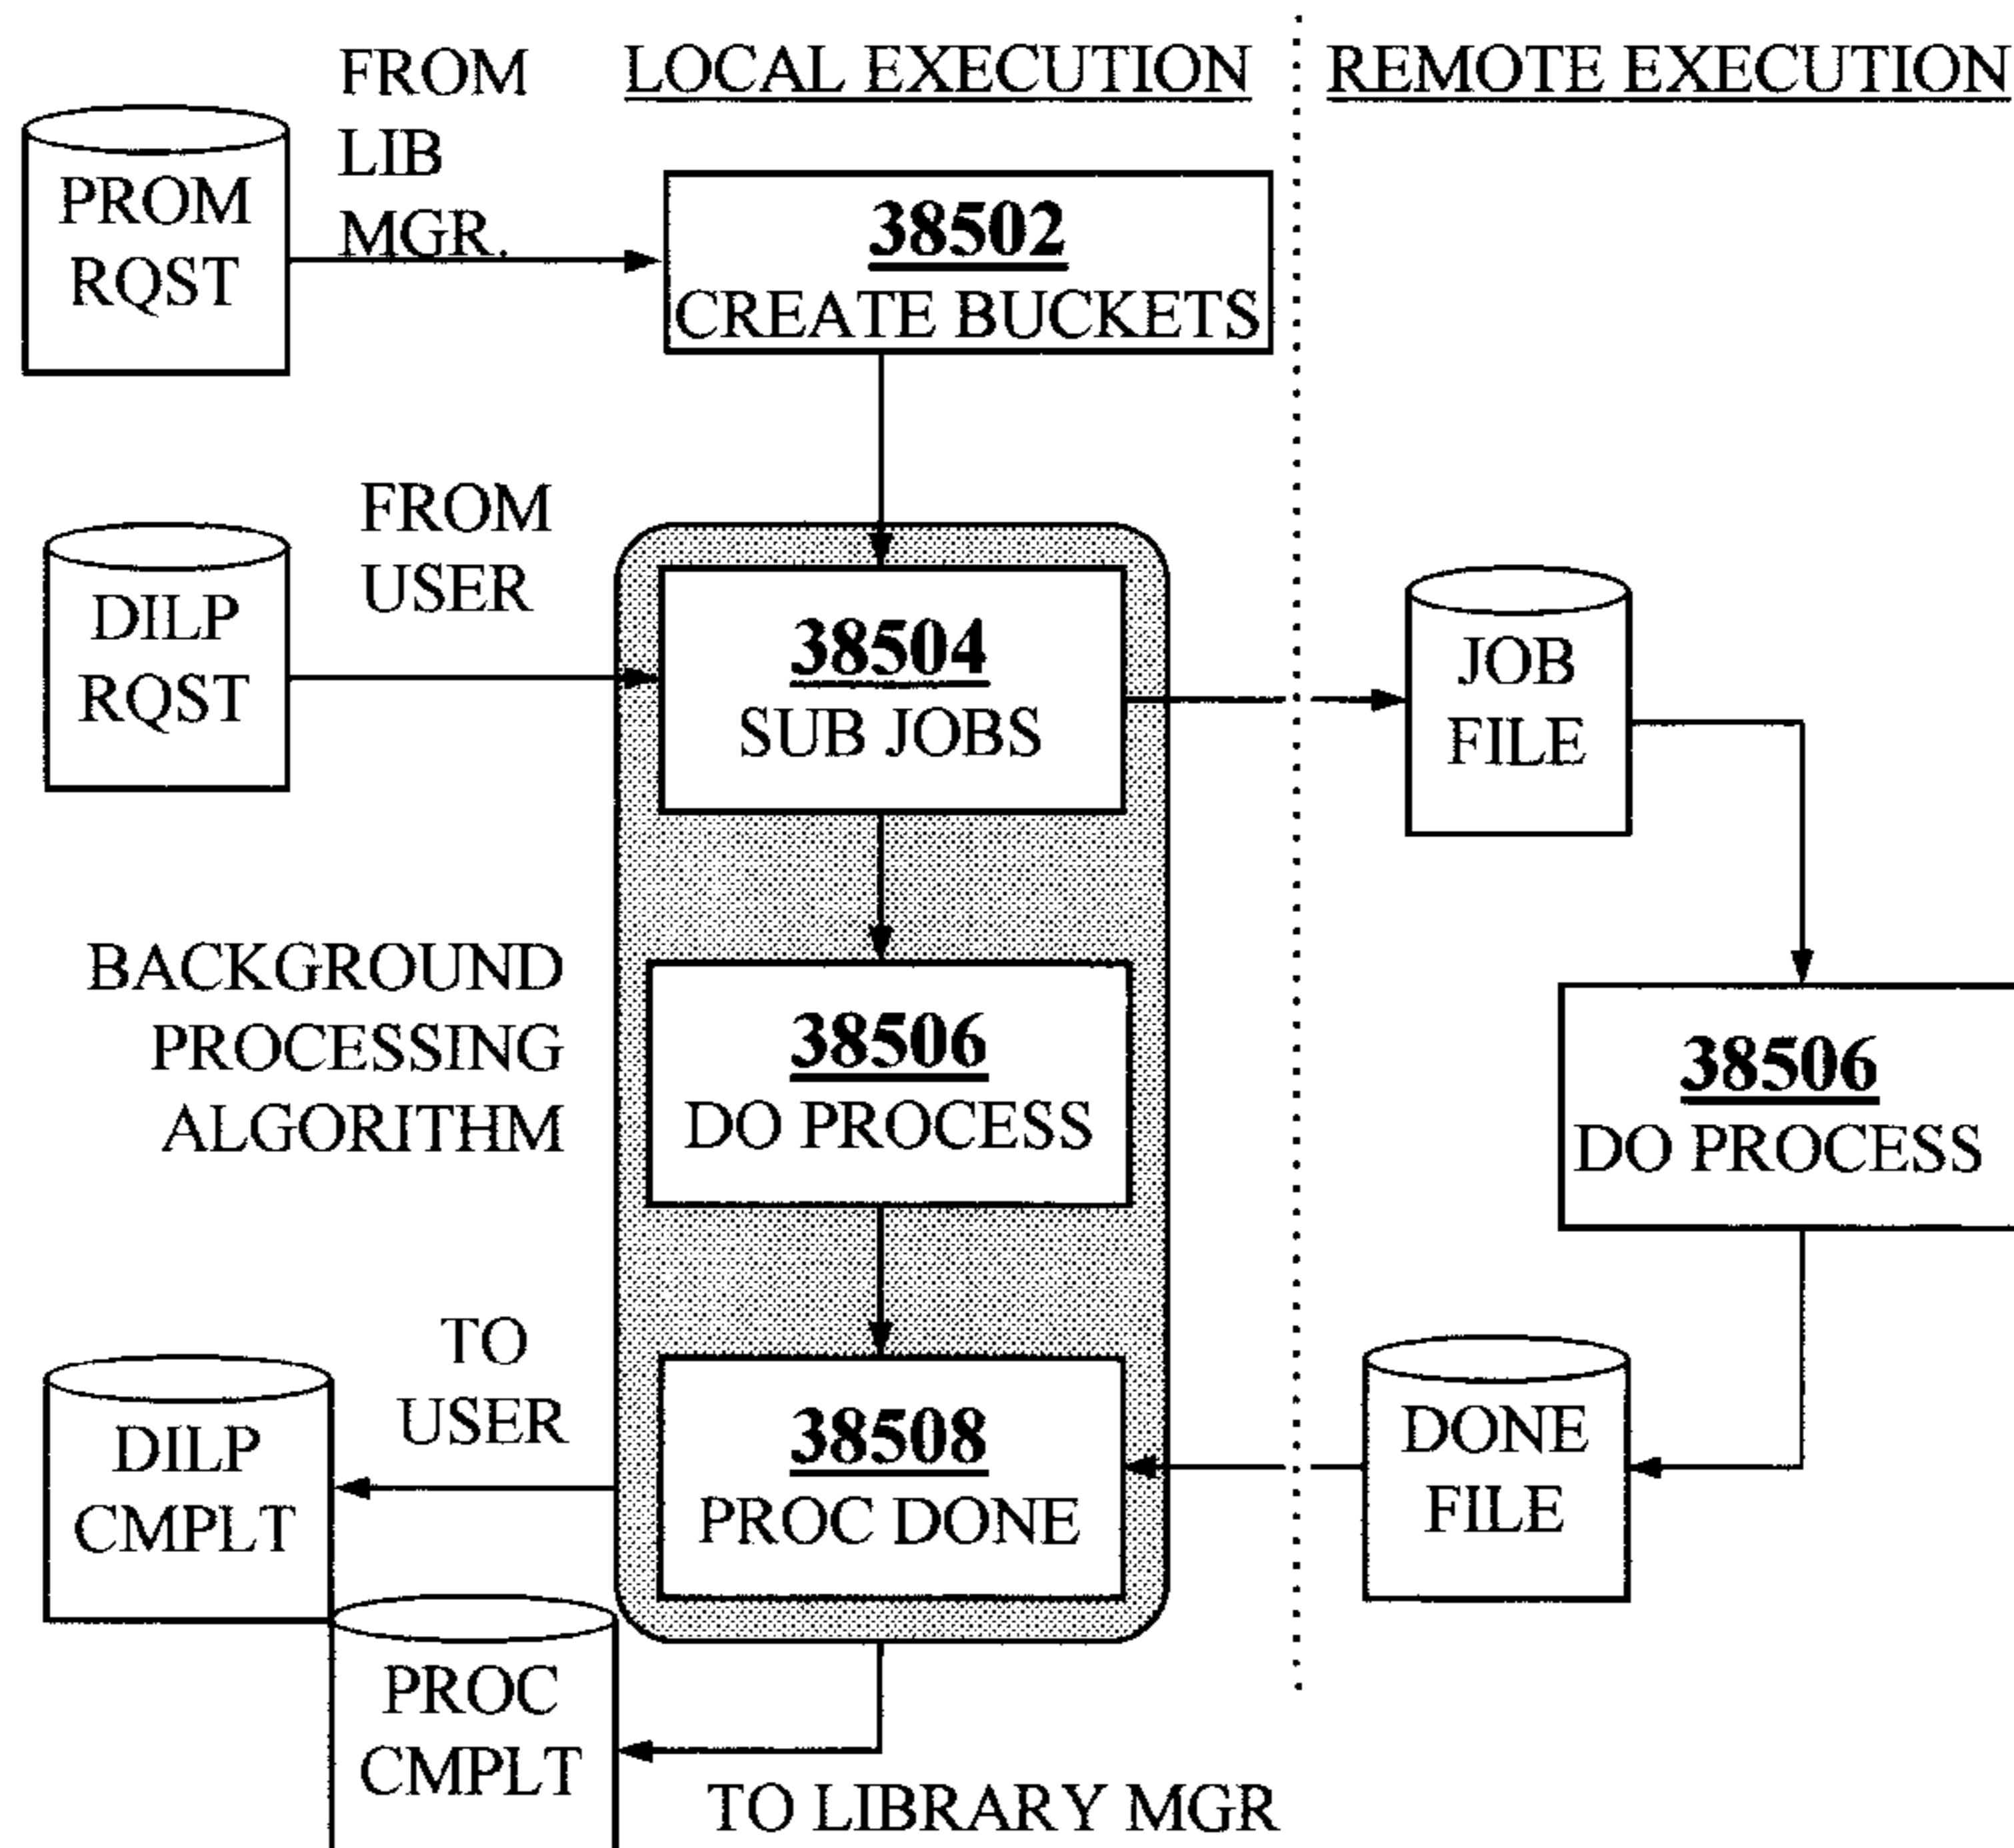 FROM
LIB
MGR.
LOCAL EXECUTION
REMOTE EXECUTION
PROM
RQST
38502
CREATE BUCKETS
FROM
USER
DILP
RQST
38504
SUB JOBS
JOB
FILE
BACKGROUND
PROCESSING
ALGORITHM
38506
DO PROCESS
38506
DO PROCESS
TO
USER
DILP
CMPLT
38508
PROC DONE
DONE
FILE
PROC
CMPLT
TO LIBRARY MGR